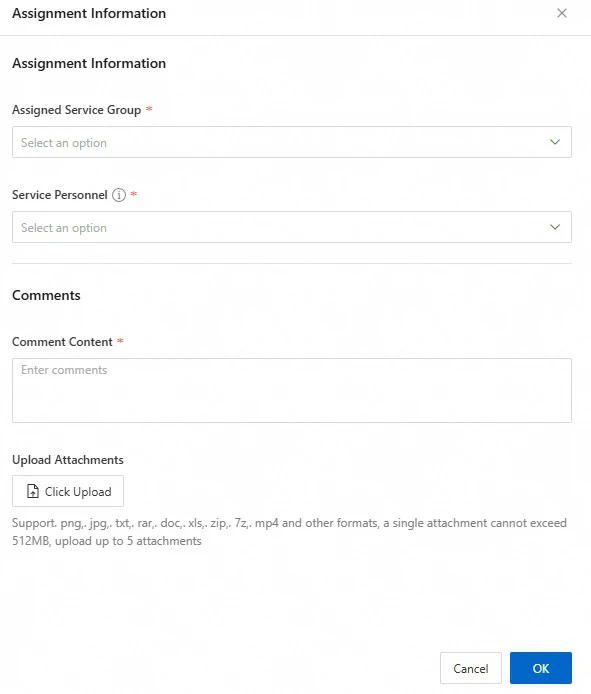 Assignment Information
Assignment Information
Assigned Service Group *
Select an option
Service Personnel *
Select an option
Comments
Comment Content *
Enter comments
Upload Attachments
Click Upload
Support. png,. jpg,. txt,. rar,. doc,. xls,. zip,. 7z,. mp4 and other formats, a single attachment cannot exceed
512MB, upload up to 5 attachments
Cancel
OK